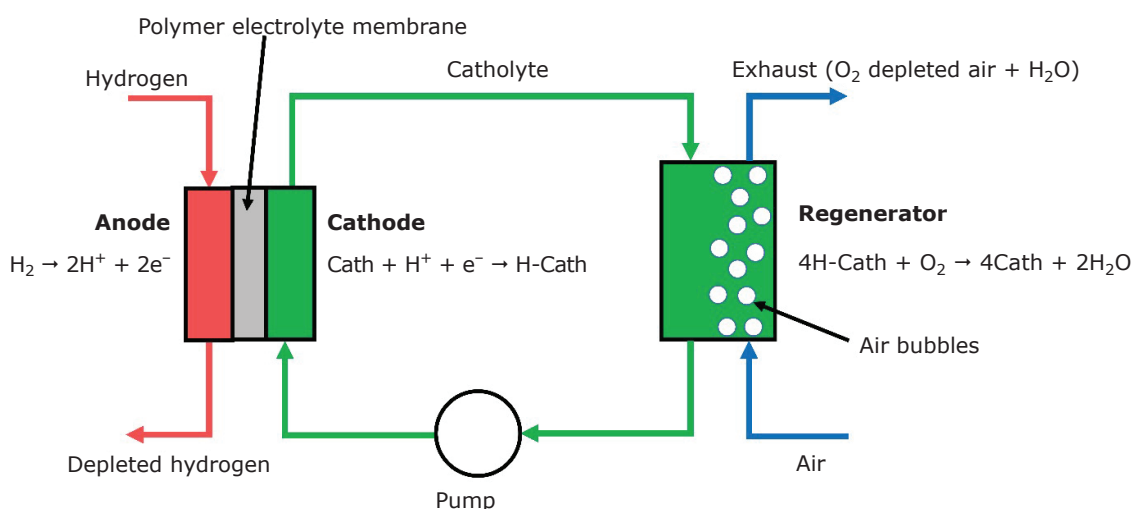 Polymer electrolyte membrane
Hydrogen
Catholyte
Exhaust (O₂ depleted air + H₂O)
Anode
H₂ → 2H⁺ + 2e⁻
Cathode
Cath + H⁺ + e⁻ → H-Cath
Regenerator
4H-Cath + O₂ → 4Cath + 2H₂O
Air bubbles
Depleted hydrogen
Pump
Air